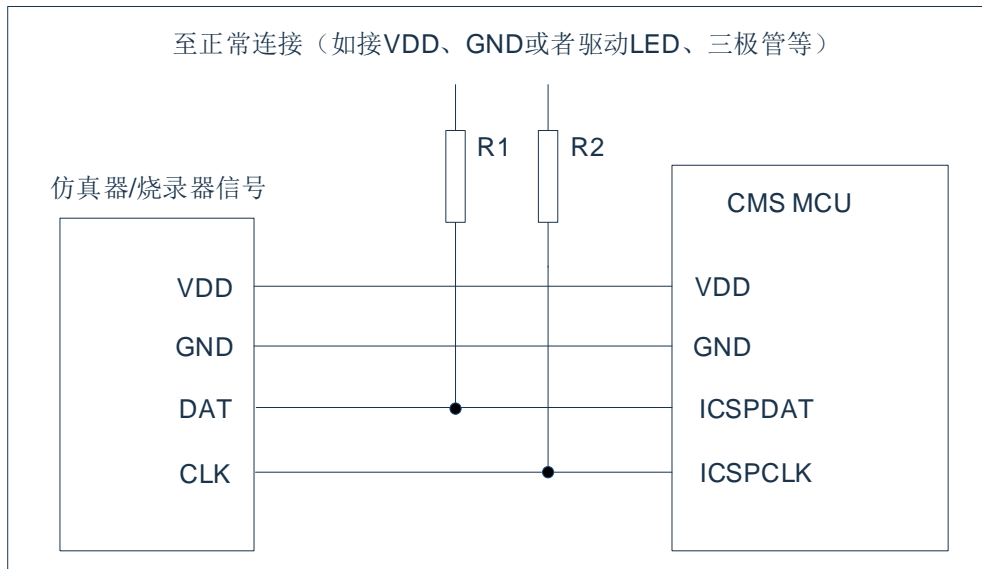 至正常连接（如接VDD、GND或者驱动LED、三极管等）
R1
R2
仿真器/烧录器信号
CMS MCU
VDD
VDD
GND
GND
DAT
ICSPDAT
CLK
ICSPCLK